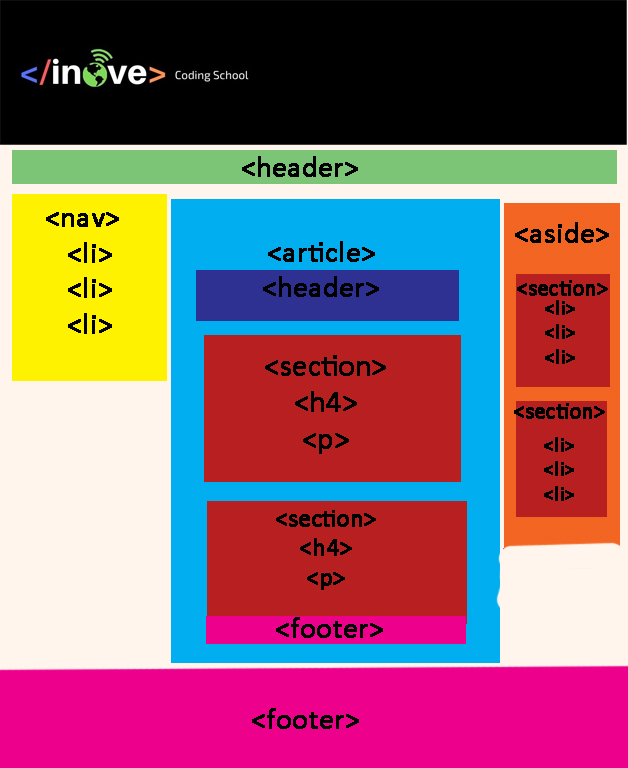 </inove> Coding School
<header>
<nav>
<li>
<li>
<li>
<article>
<header>
<section>
<h4>
<p>
<section>
<h4>
<p>
<footer>
<aside>
<section>
<li>
<li>
<li>
<section>
<li>
<li>
<li>
<footer>